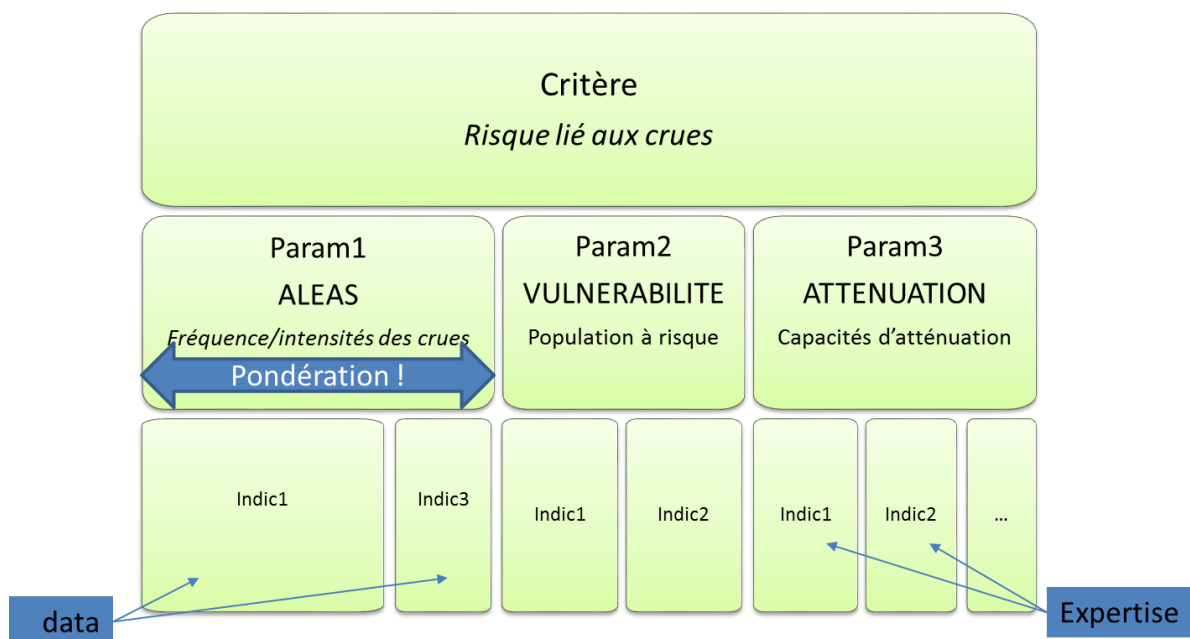 Critère
Risque lié aux crues
Param1
ALEAS
Fréquence/intensités des crues
Pondération !
Param2
VULNERABILITE
Population à risque
Param3
ATTENUATION
Capacités d'atténuation
Indic1
Indic3
Indic1
Indic2
Indic1
Indic2
...
data
Expertise